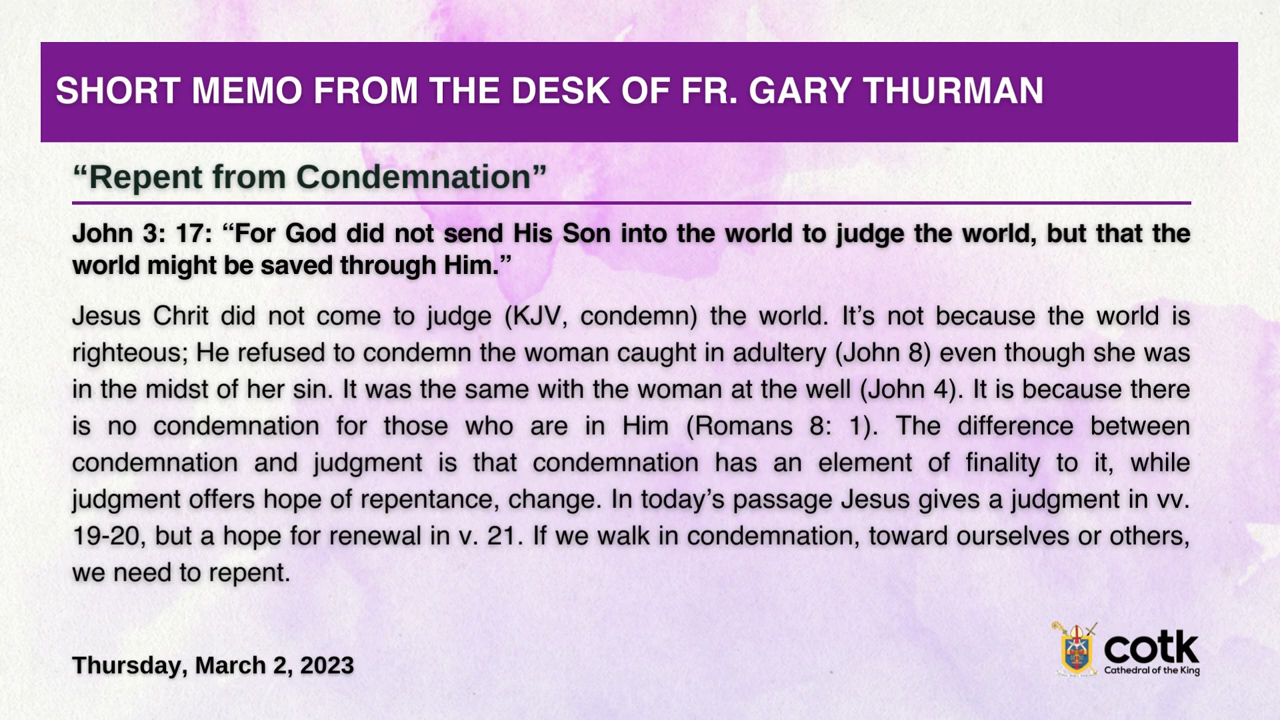 SHORT MEMO FROM THE DESK OF FR. GARY THURMAN
“Repent from Condemnation”
John 3: 17: “For God did not send His Son into the world to judge the world, but that the
world might be saved through Him.”
Jesus Chrit did not come to judge (KJV, condemn) the world. It’s not because the world is
righteous; He refused to condemn the woman caught in adultery (John 8) even though she was
in the midst of her sin. It was the same with the woman at the well (John 4). It is because there
is no condemnation for those who are in Him (Romans 8: 1). The difference between
condemnation and judgment is that condemnation has an element of finality to it, while
judgment offers hope of repentance, change. In today’s passage Jesus gives a judgment in vv.
19-20, but a hope for renewal in v. 21. If we walk in condemnation, toward ourselves or others,
we need to repent.
Thursday, March 2, 2023
cotk
Cathedral of the King